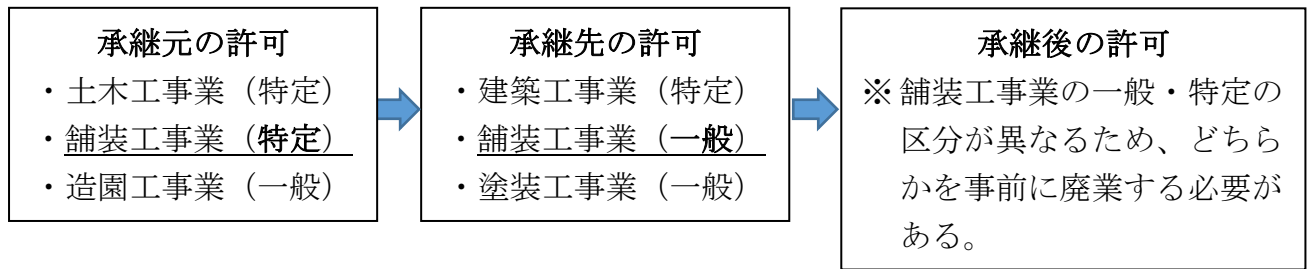 承継元の許可
・土木工事業（特定）
・舗装工事業（特定）
・造園工事業（一般）
承継先の許可
・建築工事業（特定）
・舗装工事業（一般）
・塗装工事業（一般）
承継後の許可
※舗装工事業の一般・特定の
区分が異なるため、どちら
かを事前に廃業する必要が
ある。